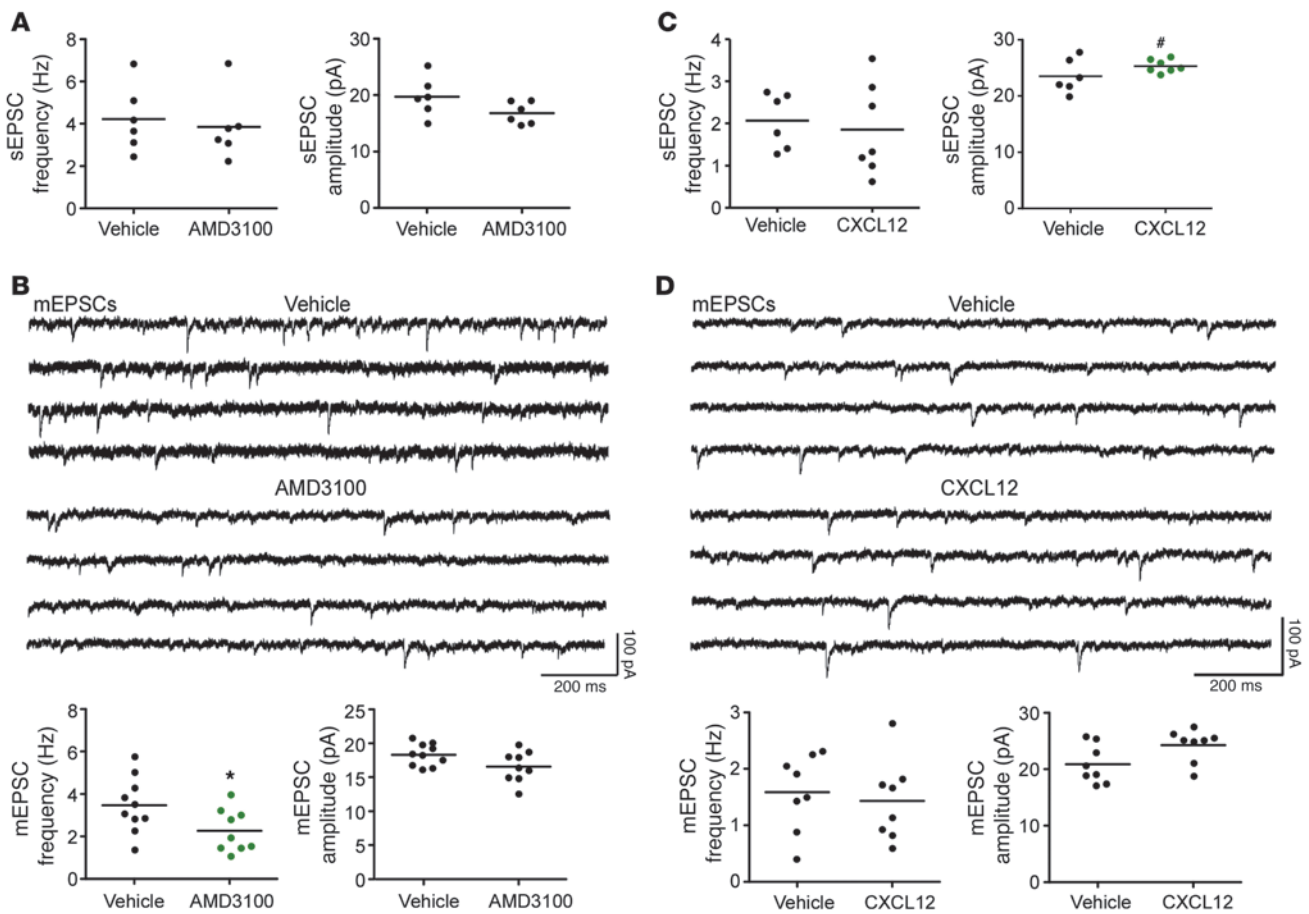 A
sEPSC
frequency (Hz)
8
6
4
2
0
Vehicle
AMD3100
sEPSC
amplitude (pA)
30
20
10
0
Vehicle
AMD3100
C
sEPSC
frequency (Hz)
4
3
2
1
0
Vehicle
CXCL12
sEPSC
amplitude (pA)
30
20
10
0
#
Vehicle
CXCL12
B
mEPSCs
Vehicle
AMD3100
100 pA
200 ms
mEPSC
frequency (Hz)
8
6
4
2
0
*
Vehicle
AMD3100
mEPSC
amplitude (pA)
25
20
15
10
5
0
Vehicle
AMD3100
D
mEPSCs
Vehicle
CXCL12
100 pA
200 ms
mEPSC
frequency (Hz)
3
2
1
0
Vehicle
CXCL12
mEPSC
amplitude (pA)
30
20
10
0
Vehicle
CXCL12